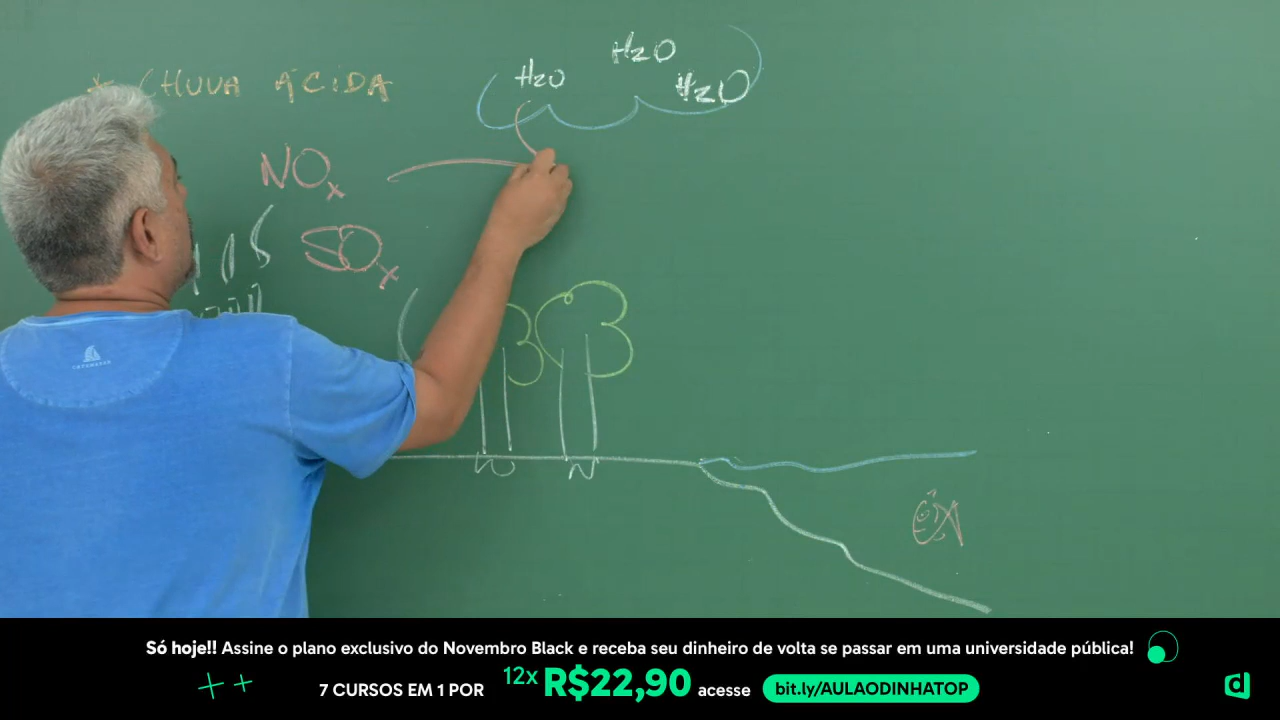 * CHUVA ÁCIDA
H2O
H2O
H2O
NOx
SOx
Só hoje!! Assine o plano exclusivo do Novembro Black e receba seu dinheiro de volta se passar em uma universidade pública!
7 CURSOS EM 1 POR 12x R$22,90 acesse bit.ly/AULAODINHATOP
d